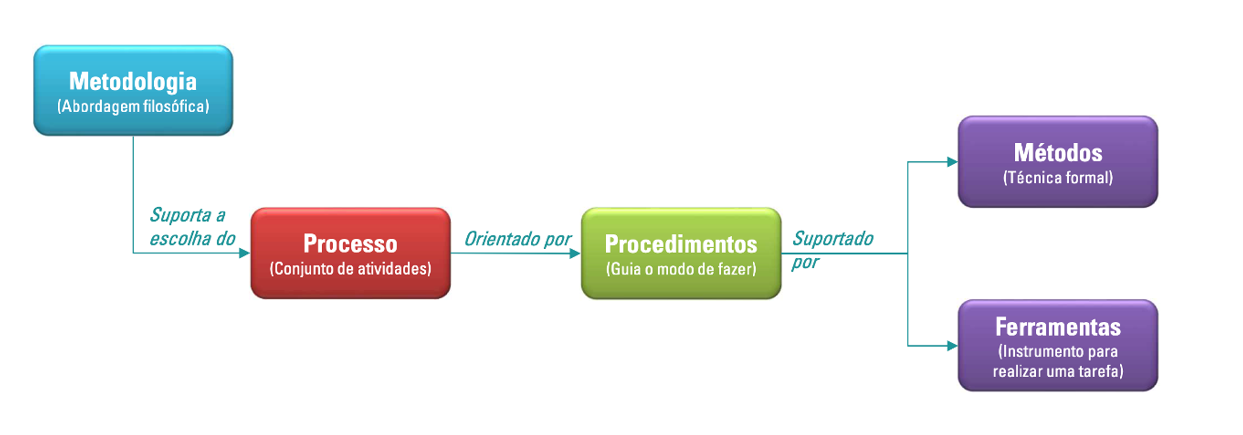 Metodologia
(Abordagem filosófica)
Suporta a
escolha do
Processo
(Conjunto de atividades)
Orientado por
Procedimentos
(Guia o modo de fazer)
Suportado
por
Métodos
(Técnica formal)
Ferramentas
(Instrumento para
realizar uma tarefa)